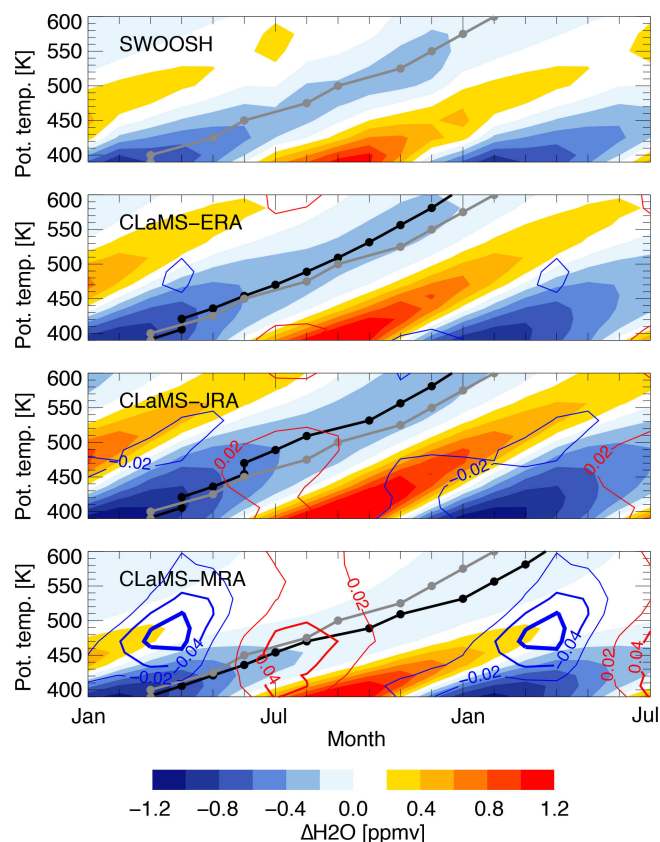 600
550
500
450
400
Pot. temp. [K]
SWOOSH
600
550
500
450
400
Pot. temp. [K]
CLaMS−ERA
600
550
500
450
400
Pot. temp. [K]
CLaMS−JRA
−0.02
0.02
−0.02
0.02
600
550
500
450
400
Pot. temp. [K]
CLaMS−MRA
−0.02
−0.04
0.02
0.04
−0.02
−0.04
0.02
0.04
Jan Jul Jan Jul
Month
−1.2 −0.8 −0.4 0.0 0.4 0.8 1.2
ΔH2O [ppmv]